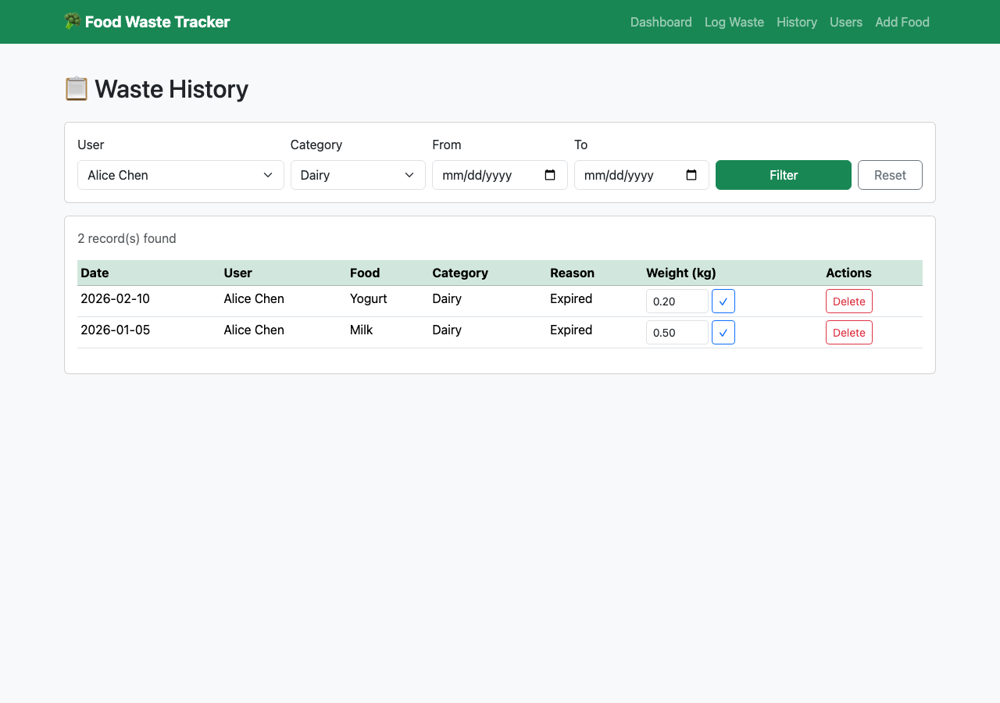 Food Waste Tracker Dashboard Log Waste History Users Add Food
Waste History
User Category From To
Alice Chen Dairy mm/dd/yyyy mm/dd/yyyy Filter Reset
2 record(s) found
Date User Food Category Reason Weight (kg) Actions
2026-02-10 Alice Chen Yogurt Dairy Expired 0.20 ✓ Delete
2026-01-05 Alice Chen Milk Dairy Expired 0.50 ✓ Delete